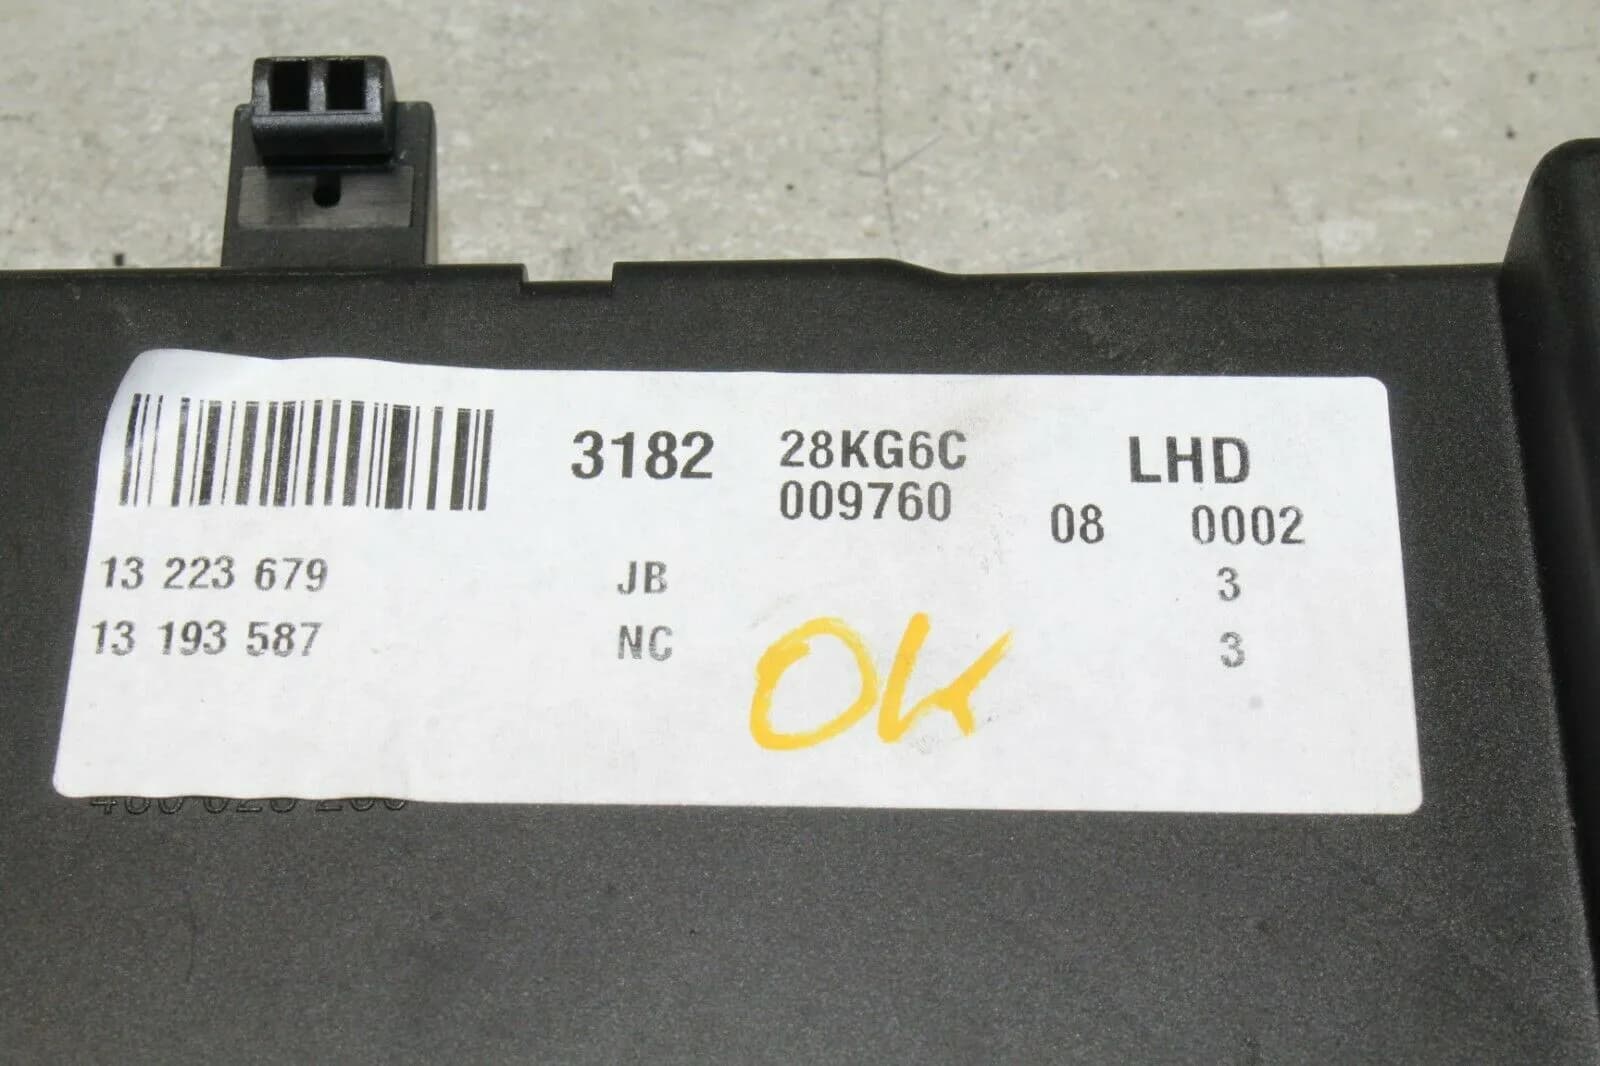 3182 28KG6C LHD
009760 08 0002
13 223 679 JB 3
13 193 587 NC 3
OK